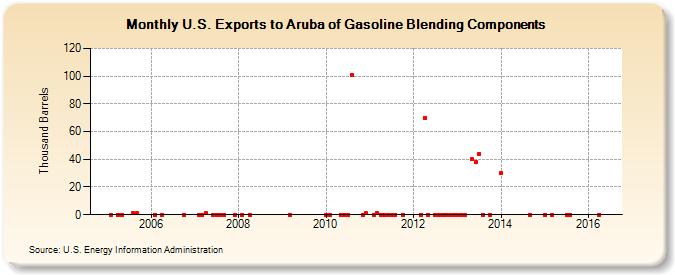 Monthly U.S. Exports to Aruba of Gasoline Blending Components
Thousand Barrels
120
100
80
60
40
20
0
2006 2008 2010 2012 2014 2016
Source: U.S. Energy Information Administration